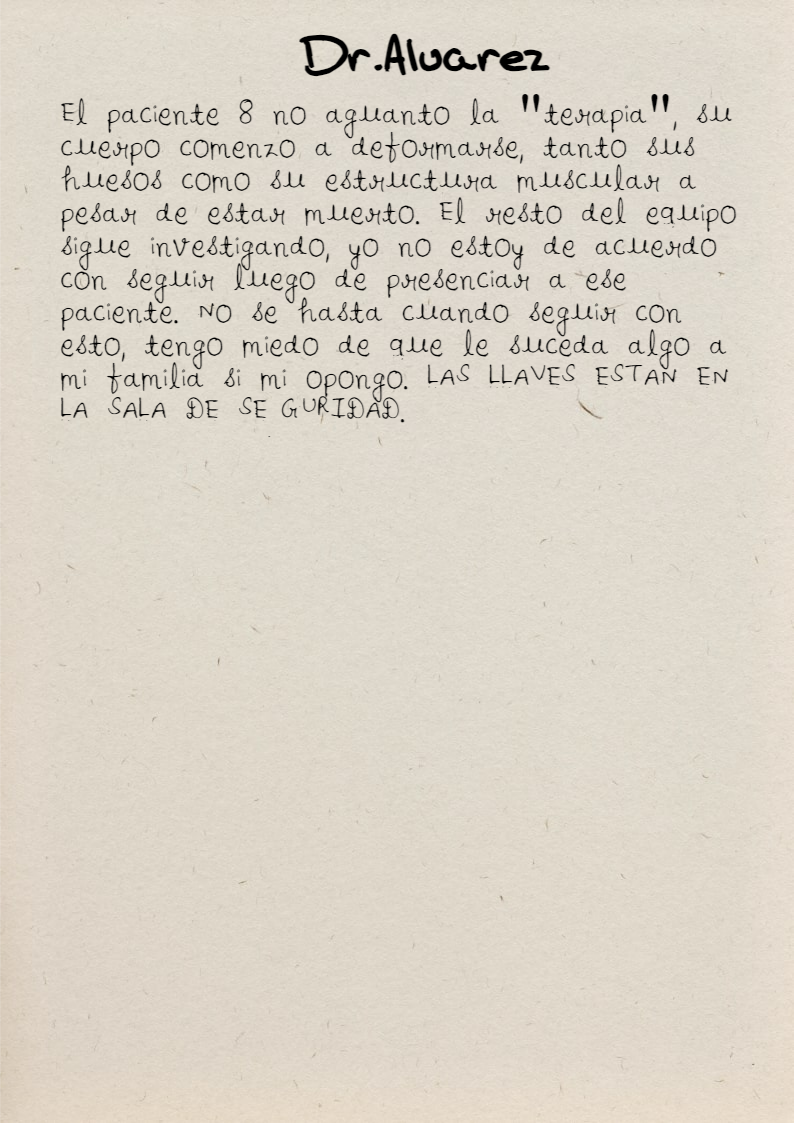 Dr.Alvarez
El paciente 8 no aguanto la "terapia", su
cuerpo comenzo a deformarse, tanto sus
huesos como su estructura muscular a
pesar de estar muerto. El resto del equipo
sigue investigando, yo no estoy de acuerdo
con seguir luego de presenciar a ese
paciente. NO se hasta cuando seguir con
esto, tengo miedo de que le suceda algo a
mi familia si mi opongo. LAS LLAVES ESTAN EN
LA SALA DE SE GURIDAD.